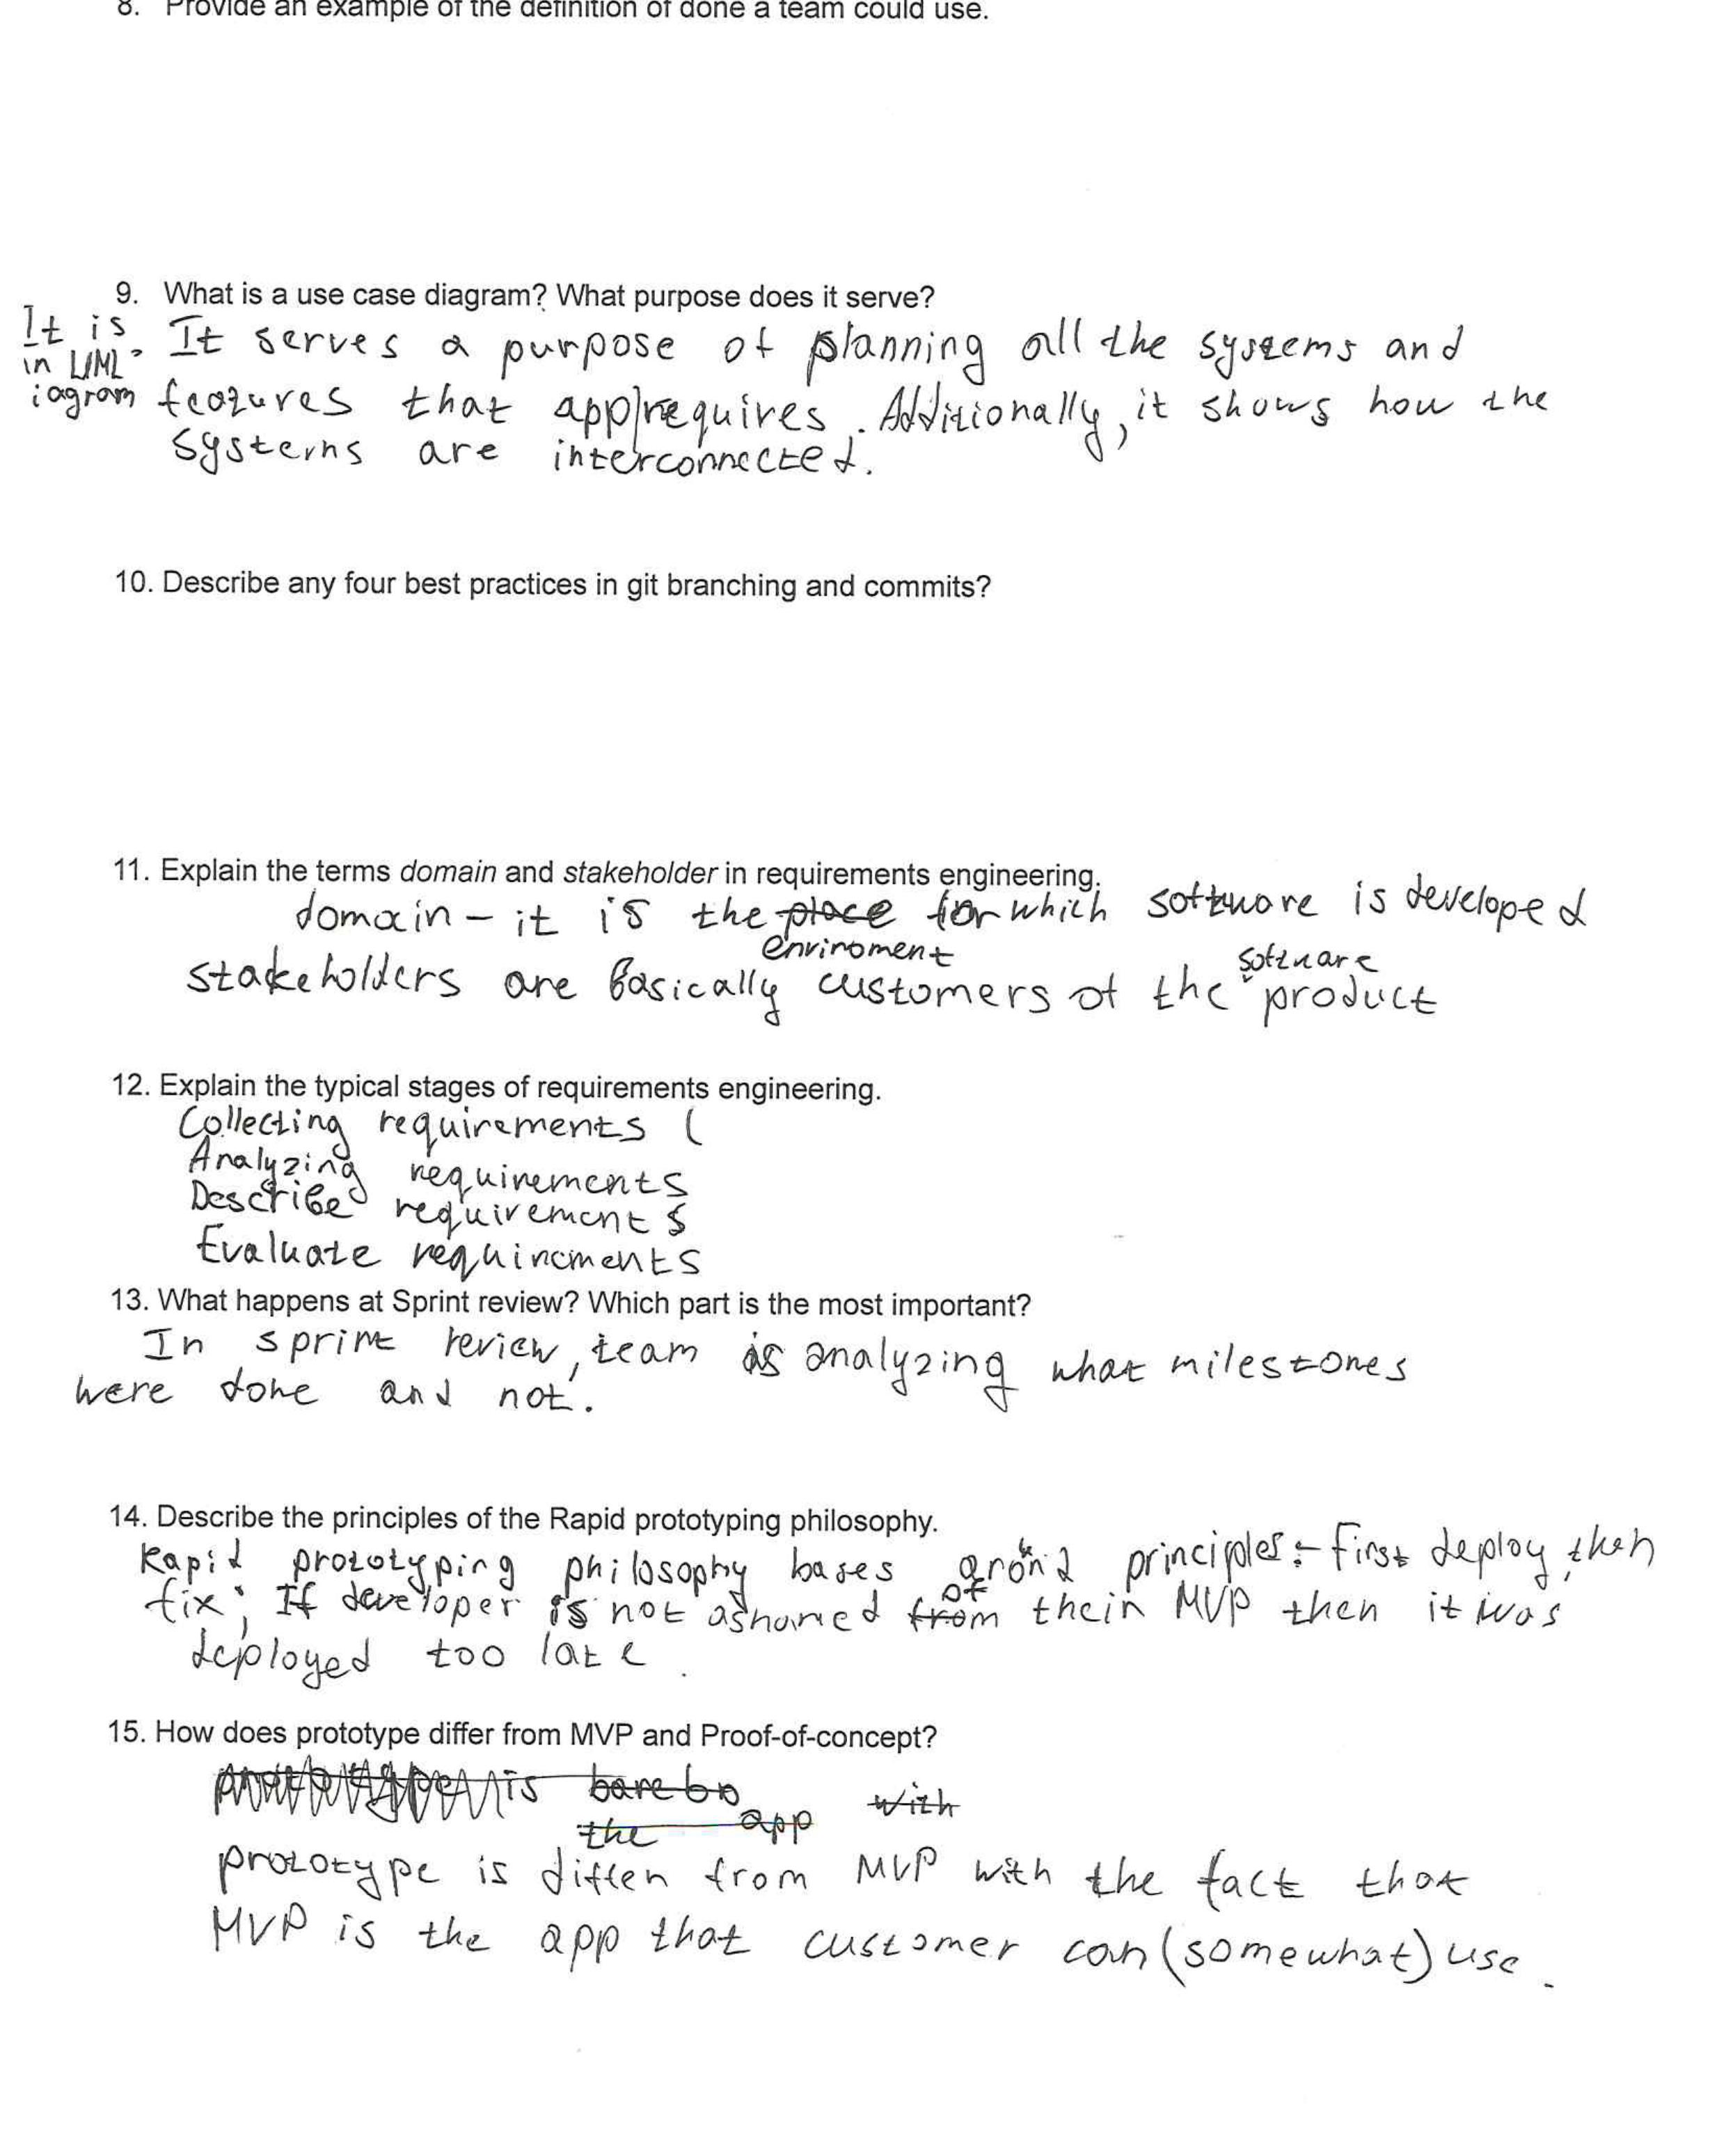 8. Provide an example of the definition of done a team could use.
9. What is a use case diagram? What purpose does it serve?
It is
in UML
iagram
It serves a purpose of planning all the systems and
features that app requires. Additionally, it shows how the
systems are interconnected.
10. Describe any four best practices in git branching and commits?
11. Explain the terms domain and stakeholder in requirements engineering.
domain - it is the place for which software is developed
enviroment
software
stakeholders are basically customers of the product
12. Explain the typical stages of requirements engineering.
Collecting requirements (
Analyzing requirements
Describe requirements
Evaluate requirements
13. What happens at Sprint review? Which part is the most important?
In sprint review, team is analyzing what milestones
were done and not.
14. Describe the principles of the Rapid prototyping philosophy.
Rapid prototyping philosophy bases around principles: - first deploy, then
fix; If developer is not ashamed from their MVP then it was
of
deployed too late.
15. How does prototype differ from MVP and Proof-of-concept?
is bare bo with
the app
prototype is differ from MVP with the fact that
MVP is the app that customer can (somewhat) use.